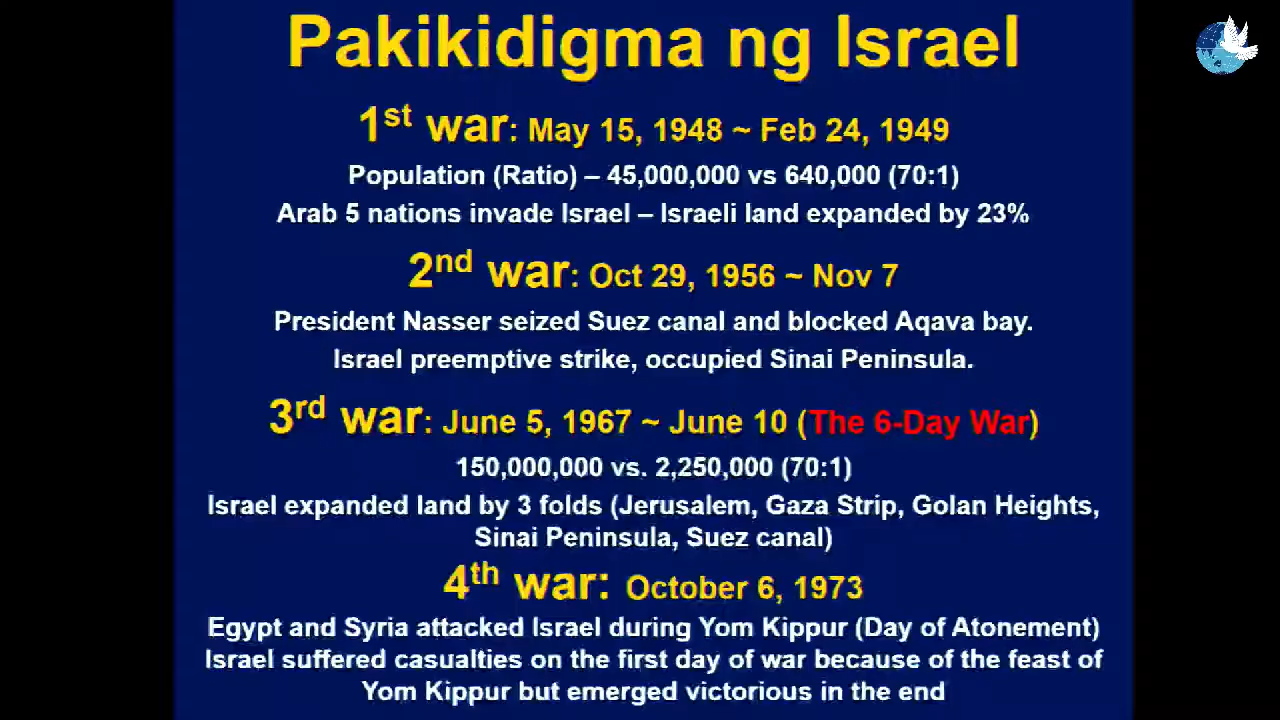 Pakikidigma ng Israel
1st war: May 15, 1948 ~ Feb 24, 1949
Population (Ratio) – 45,000,000 vs 640,000 (70:1)
Arab 5 nations invade Israel – Israeli land expanded by 23%
2nd war: Oct 29, 1956 ~ Nov 7
President Nasser seized Suez canal and blocked Aqava bay.
Israel preemptive strike, occupied Sinai Peninsula.
3rd war: June 5, 1967 ~ June 10 (The 6-Day War)
150,000,000 vs. 2,250,000 (70:1)
Israel expanded land by 3 folds (Jerusalem, Gaza Strip, Golan Heights,
Sinai Peninsula, Suez canal)
4th war: October 6, 1973
Egypt and Syria attacked Israel during Yom Kippur (Day of Atonement)
Israel suffered casualties on the first day of war because of the feast of
Yom Kippur but emerged victorious in the end